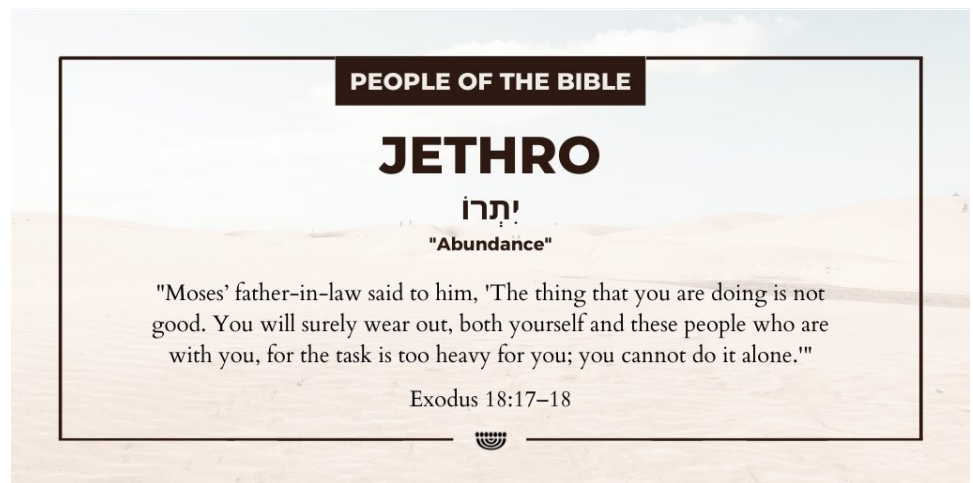 PEOPLE OF THE BIBLE
JETHRO
יִתְרוֹ
"Abundance"
"Moses’ father-in-law said to him, 'The thing that you are doing is not
good. You will surely wear out, both yourself and these people who are
with you, for the task is too heavy for you; you cannot do it alone.'"
Exodus 18:17–18